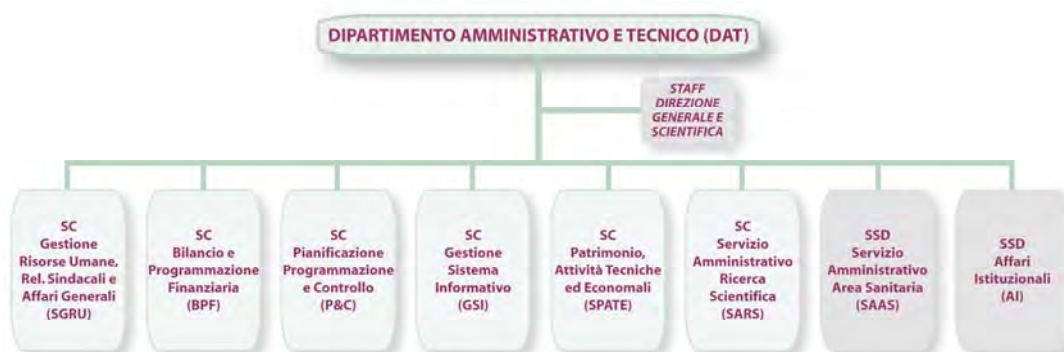 DIPARTIMENTO AMMINISTRATIVO E TECNICO (DAT)
STAFF
DIREZIONE
GENERALE E
SCIENTIFICA
SC
Gestione
Risorse Umane,
Rel. Sindacali e
Affari Generali
(SGRU)
SC
Bilancio e
Programmazione
Finanziaria
(BPF)
SC
Pianificazione
Programmazione
e Controllo
(P&C)
SC
Gestione
Sistema
Informativo
(GSI)
SC
Patrimonio,
Attività Tecniche
ed Economali
(SPATE)
SC
Servizio
Amministrativo
Ricerca
Scientifica
(SARS)
SSD
Servizio
Amministrativo
Area Sanitaria
(SAAS)
SSD
Affari
Istituzionali
(AI)